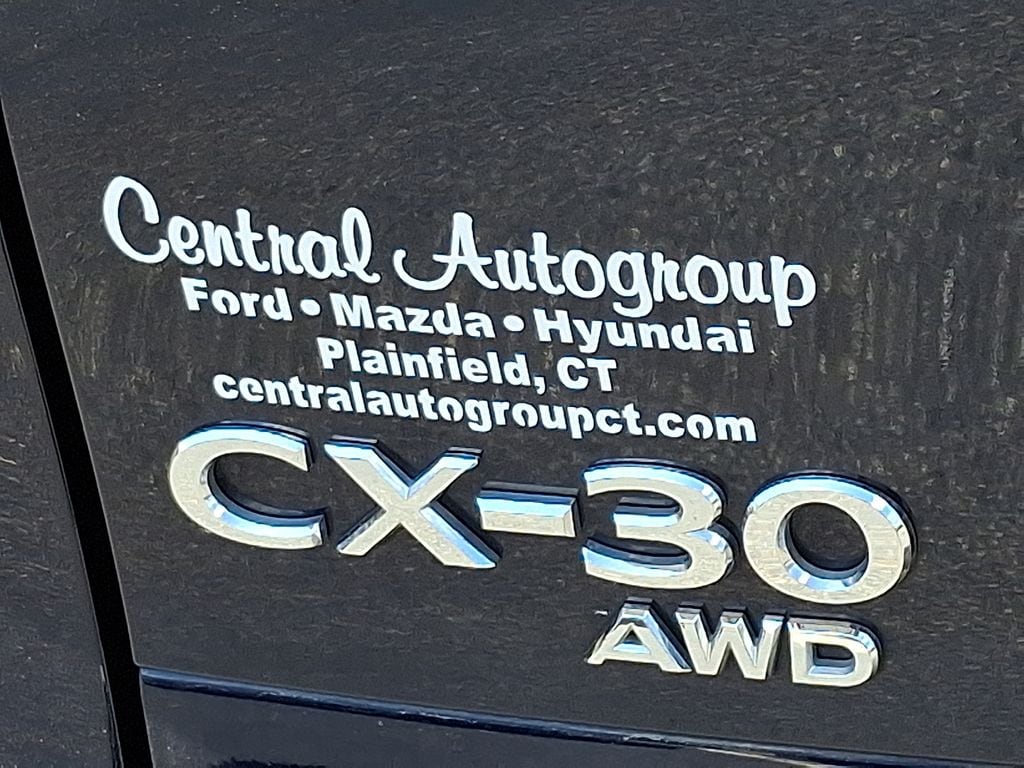 Central Autogroup
Ford • Mazda • Hyundai
Plainfield, CT
centralautogroupct.com
CX-30
AWD